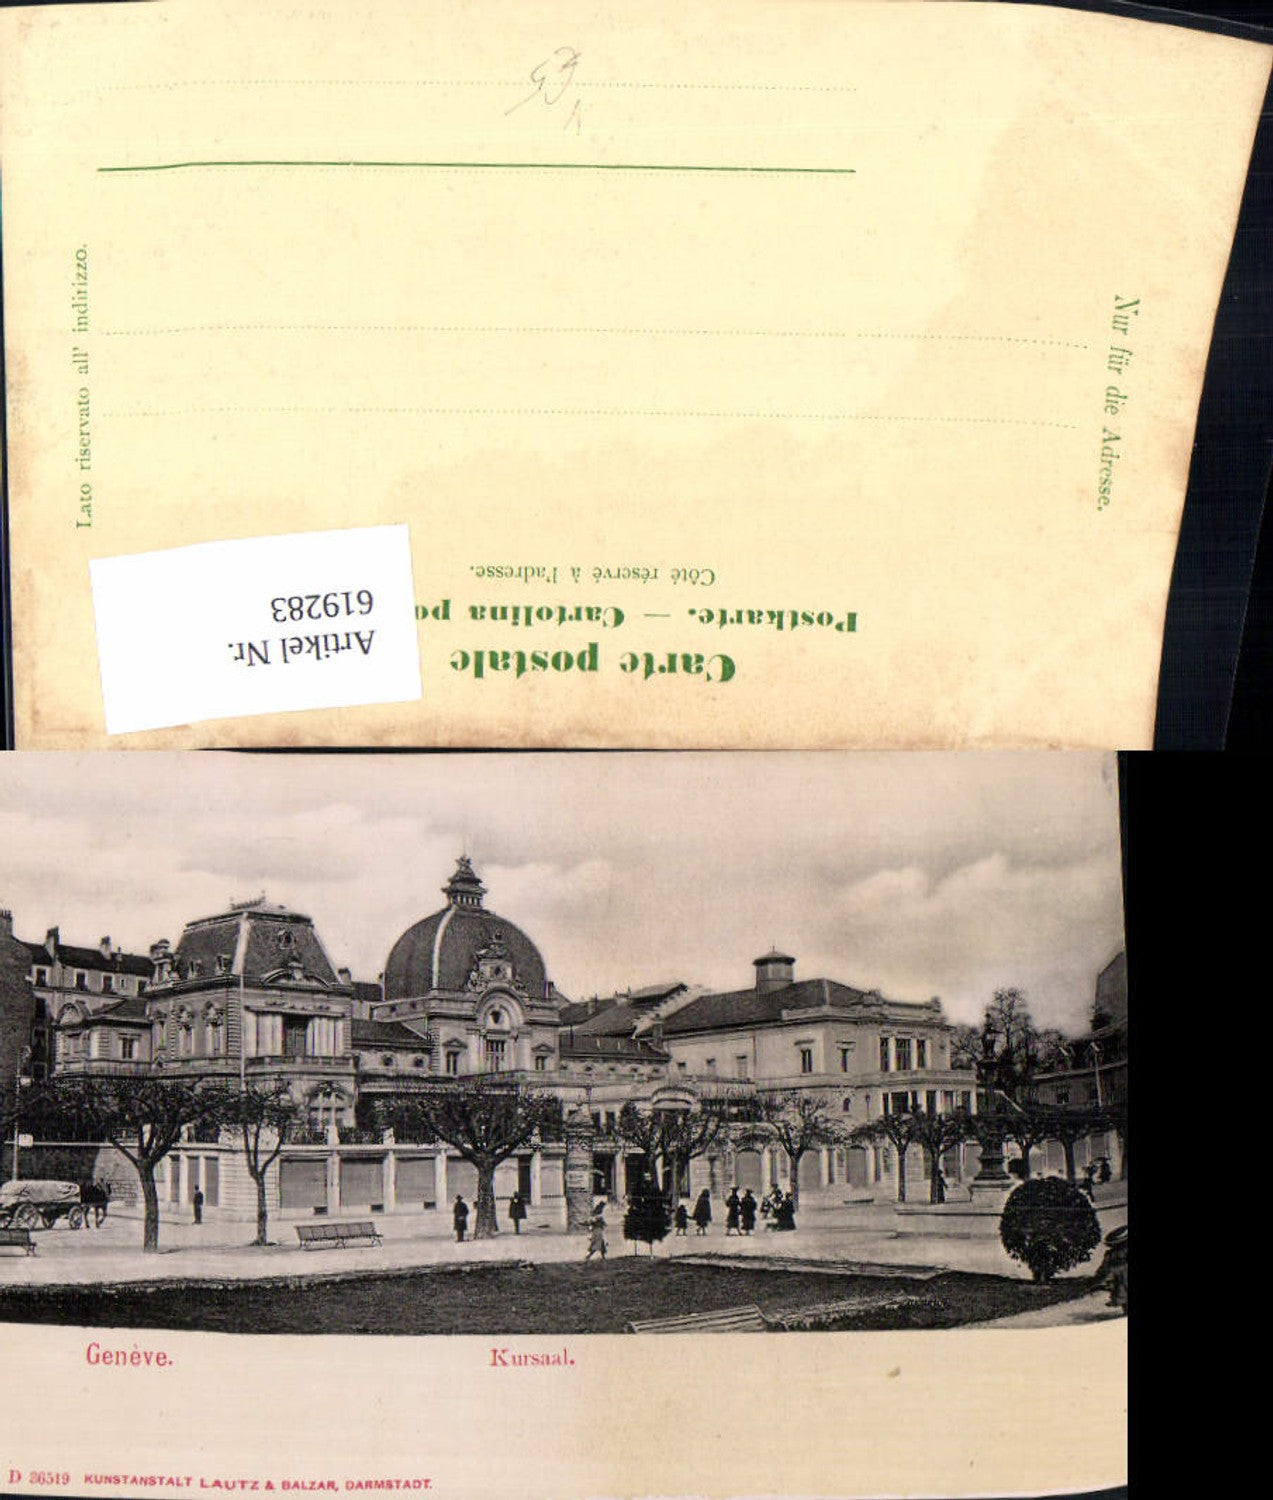 Carte postale
Postkarte. — Cartolina po
Côté réservé à l'adresse.
Artikel Nr.
619283
Nur für die Adresse.
Lato riservato all' indirizzo.
Genève.
Kursaal.
D 36519 KUNSTANSTALT LAUTZ & BALZAR, DARMSTADT.